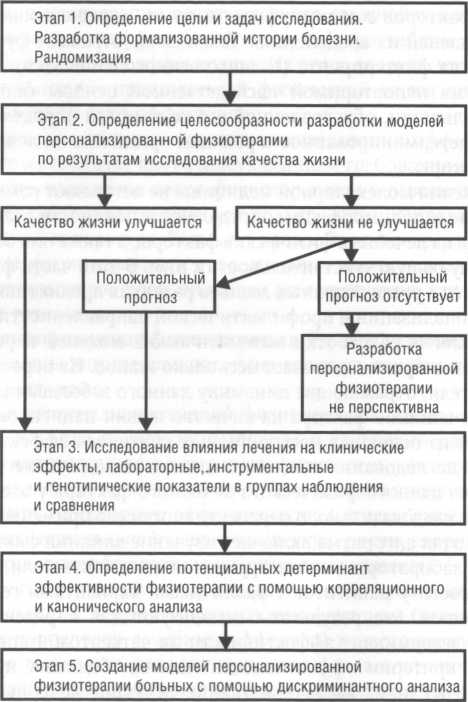 Этап 1. Определение цели и задач исследования.
Разработка формализованной истории болезни.
Рандомизация
Этап 2. Определение целесообразности разработки модели
персонализированной физиотерапии
по результатам исследования качества жизни
Качество жизни улучшается
Качество жизни не улучшается
Положительный
прогноз
Положительный
прогноз отсутствует
Разработка
персонализированной
физиотерапии
бесперспективна
Этап 3. Исследование влияния лечения на клинические
эффекты, лабораторные, инструментальные
и генотипические показатели в группах наблюдения
и сравнения
Этап 4. Определение потенциальных детерминант
эффективности физиотерапии с помощью корреляционного
и канонического анализа
Этап 5. Создание моделей персонализированной
физиотерапии больных с помощью дискриминантного анализа